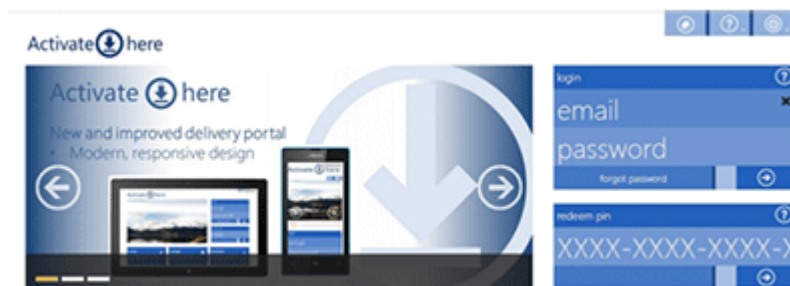 Activate here
Activate here
New and improved delivery portal
• Modern, responsive design
login
email
password
forgot password
redeem pin
XXXX-XXXX-XXXX-X